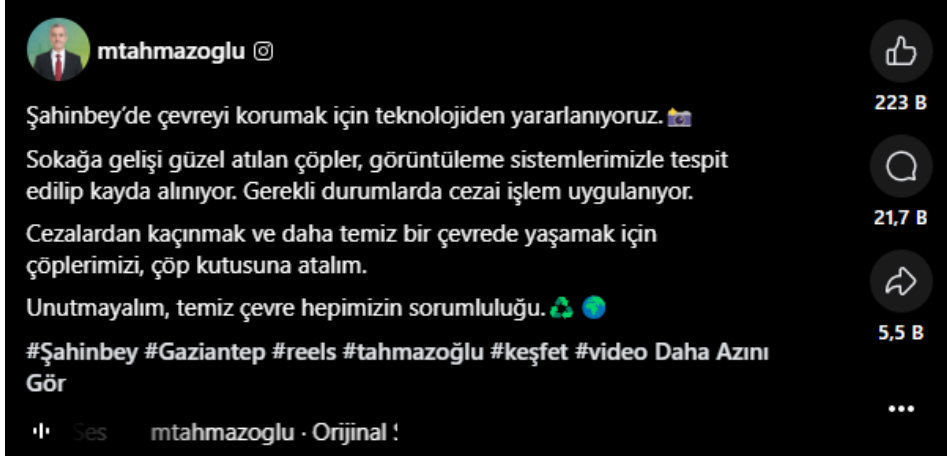 mtahmazoglu
Şahinbey'de çevreyi korumak için teknolojiden yararlanıyoruz.
Sokağa gelişi güzel atılan çöpler, görüntüleme sistemlerimizle tespit
edilip kayda alınıyor. Gerekli durumlarda cezai işlem uygulanıyor.
Cezalardan kaçınmak ve daha temiz bir çevrede yaşamak için
çöplerimizi, çöp kutusuna atalım.
Unutmayalım, temiz çevre hepimizin sorumluluğu.
#Şahinbey #Gaziantep #reels #tahmazoğlu #keşfet #video Daha Azını
Gör
Ses mtahmazoglu · Orijinal
223 B
21,7 B
5,5 B